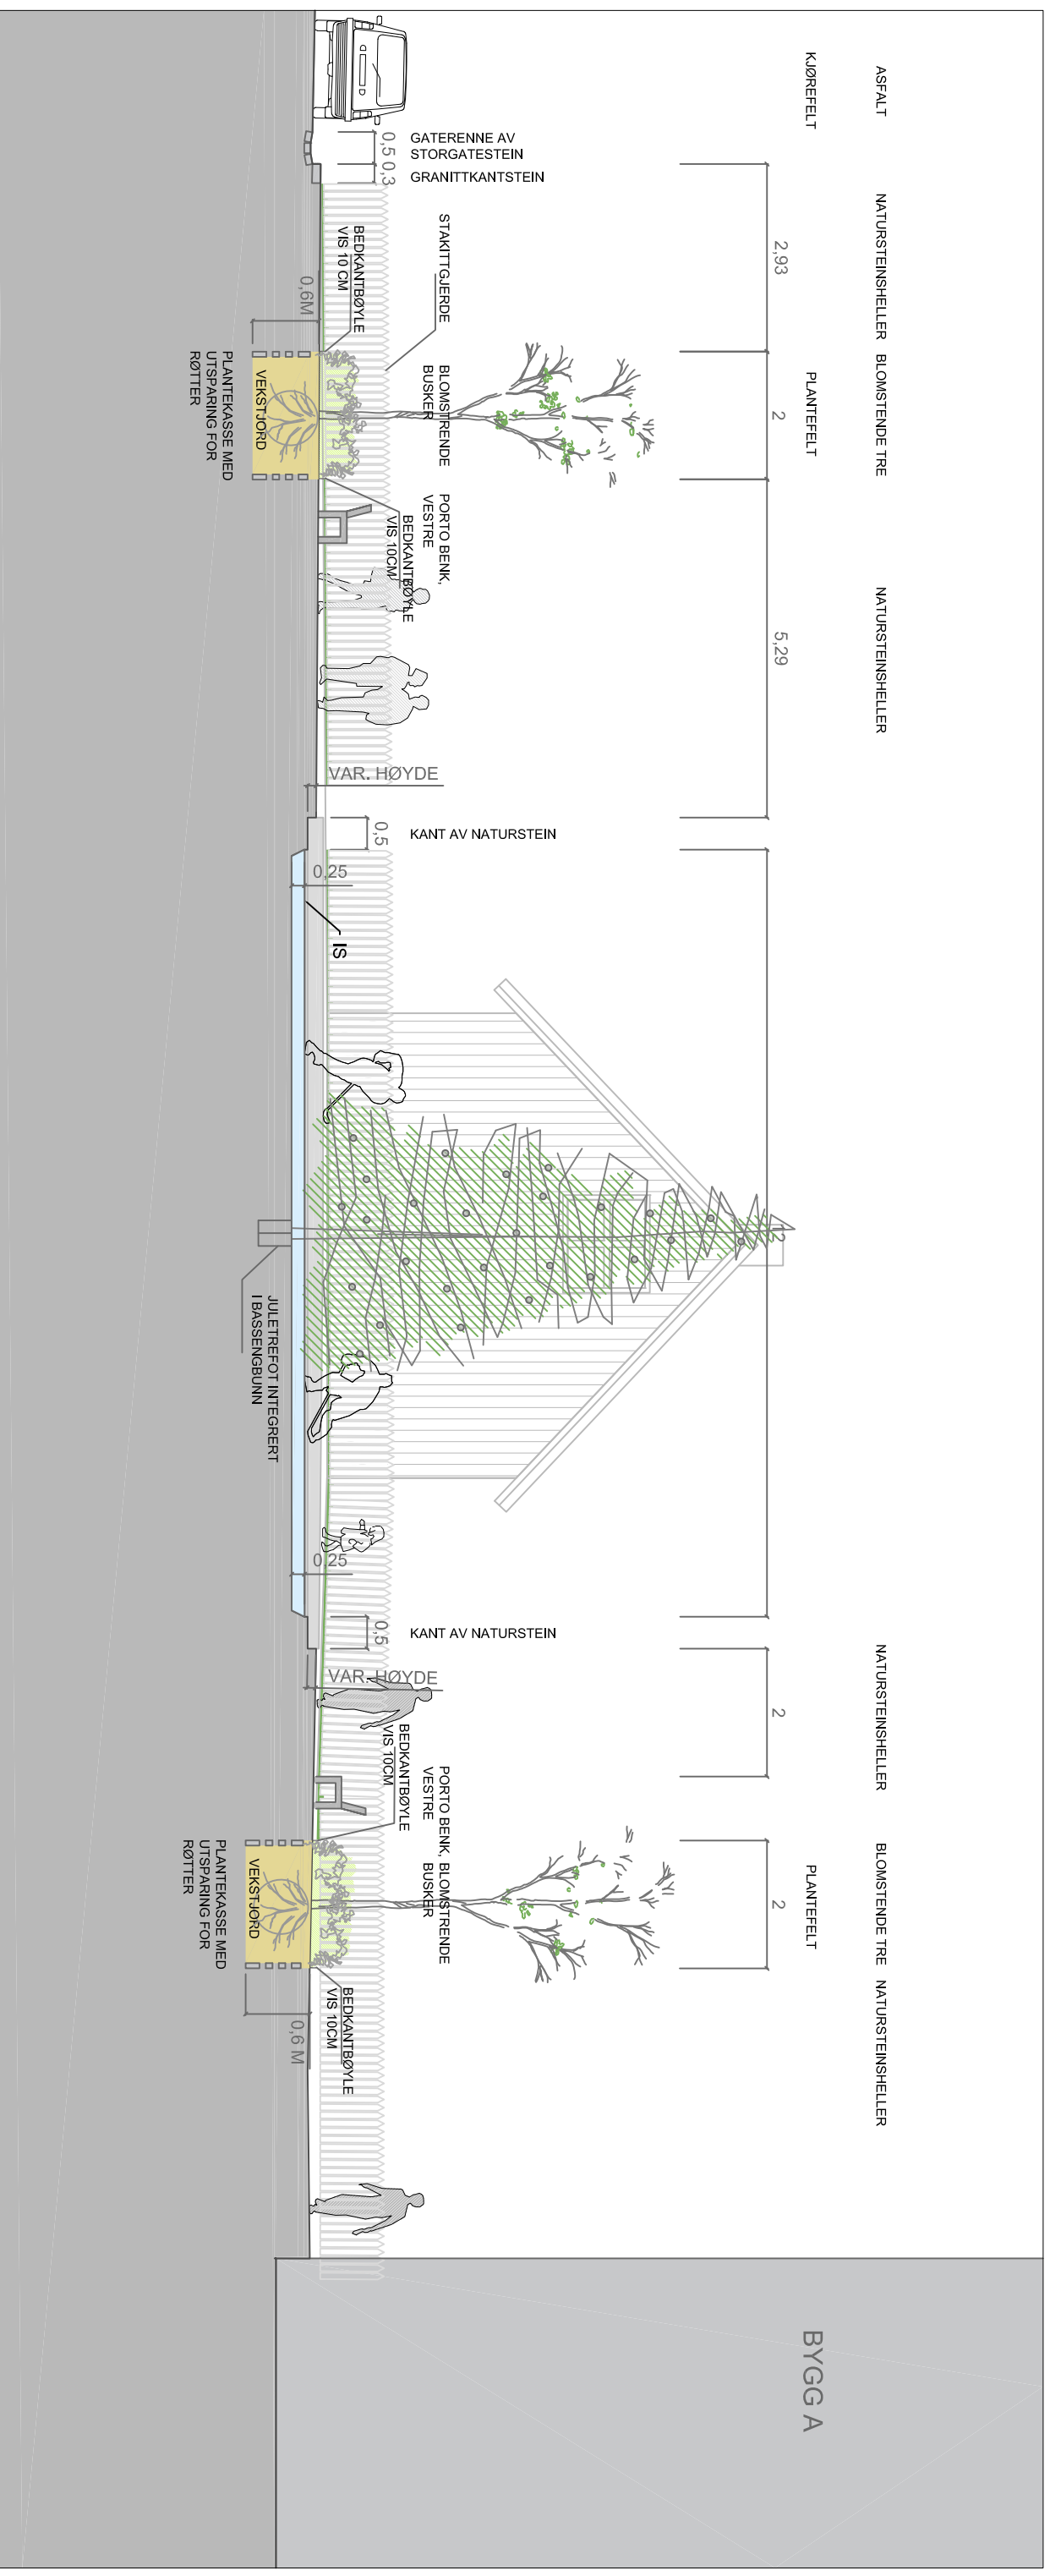 ASFALT
KJØREFELT
NATURSTEINSHELLER
BLOMSTENDE TRE
PLANTEFELT
NATURSTEINSHELLER
NATURSTEINSHELLER
BLOMSTENDE TRE
PLANTEFELT
NATURSTEINSHELLER
2,93
2
5,29
12
2
2
GATERENNE AV
STORGATESTEIN
GRANITTKANTSTEIN
0,5
0,3
STAKITTGJERDE
BEDKANTBØYLE
VIS 10 CM
0,6M
BLOMSTRENDE
BUSKER
VEKSTJORD
PLANTEKASSE MED
UTSPARING FOR
RØTTER
PORTO BENK,
VESTRE
BEDKANTBØYLE
VIS 10CM
VAR. HØYDE
KANT AV NATURSTEIN
0,5
0,25
IS
JULETREFOT INTEGRERT
I BASSENGBUNN
0,25
KANT AV NATURSTEIN
0,5
VAR. HØYDE
BEDKANTBØYLE
VIS 10CM
PORTO BENK,
VESTRE
BLOMSTRENDE
BUSKER
VEKSTJORD
PLANTEKASSE MED
UTSPARING FOR
RØTTER
BEDKANTBØYLE
VIS 10CM
0,6 M
BYGG A